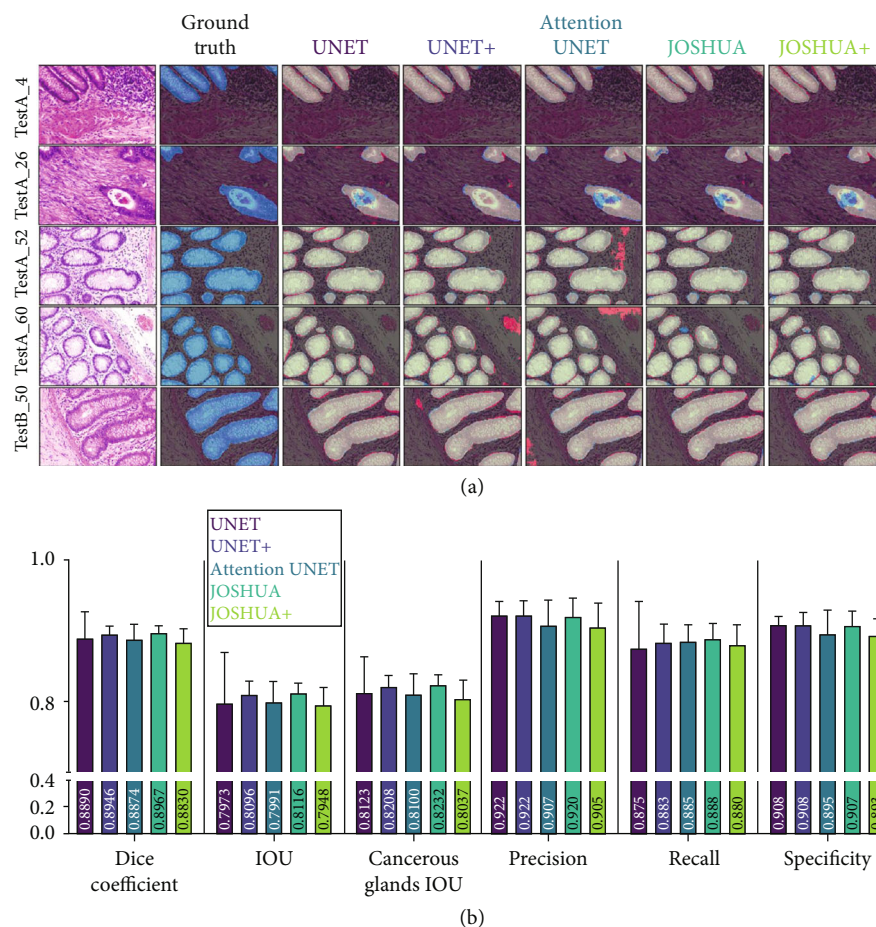 Ground
truth
UNET
UNET+
Attention
UNET
JOSHUA
JOSHUA+
TestA_4
TestA_26
TestA_52
TestA_60
TestB_50
(a)
UNET
UNET+
Attention UNET
JOSHUA
JOSHUA+
1.0
0.8
0.4
0.2
0.0
0.8890
0.8946
0.8874
0.8967
0.8830
0.7973
0.8096
0.7991
0.8116
0.7948
0.8123
0.8208
0.8100
0.8232
0.8037
0.922
0.922
0.907
0.920
0.905
0.875
0.883
0.885
0.888
0.880
0.908
0.908
0.895
0.907
Dice
coefficient
IOU
Cancerous
glands IOU
Precision
Recall
Specificity
(b)